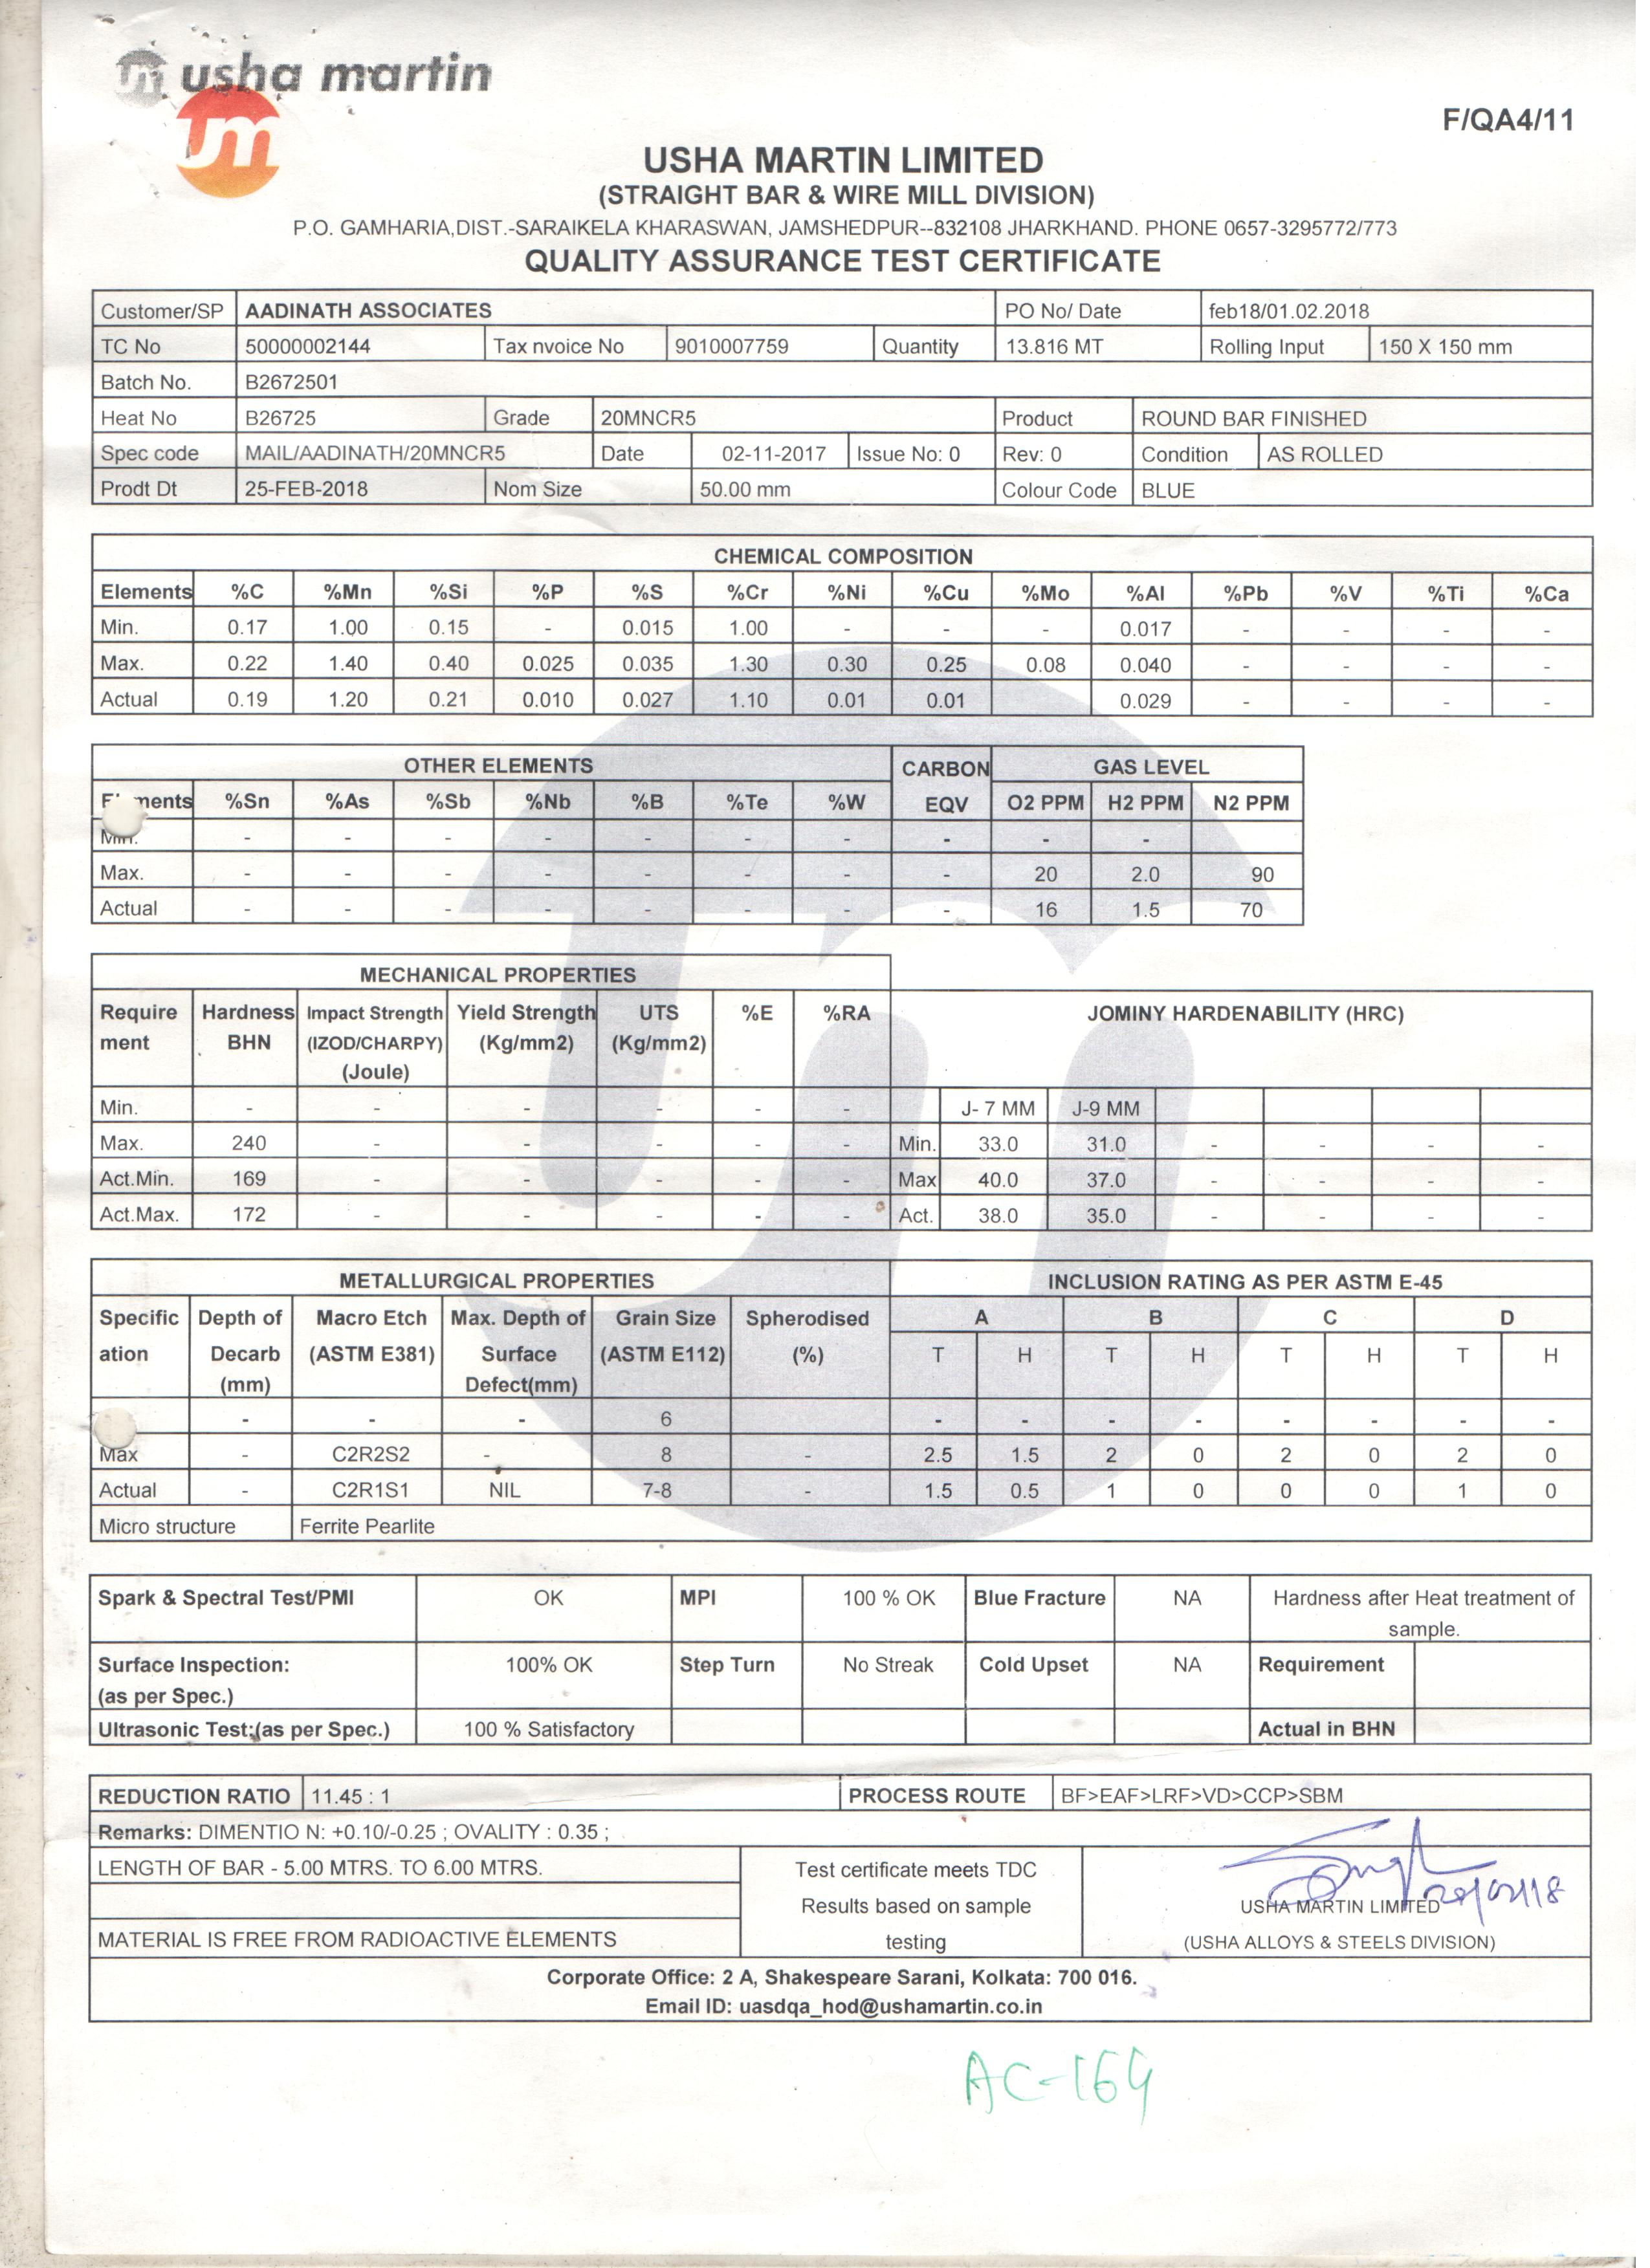 usha martin
um
F/QA4/11
USHA MARTIN LIMITED
(STRAIGHT BAR & WIRE MILL DIVISION)
P.O. GAMHARIA,DIST.-SARAIKELA KHARASWAN, JAMSHEDPUR--832108 JHARKHAND. PHONE 0657-3295772/773
QUALITY ASSURANCE TEST CERTIFICATE
Customer/SP AADINATH ASSOCIATES PO No/ Date feb18/01.02.2018
TC No 50000002144 Tax nvoice No 9010007759 Quantity 13.816 MT Rolling Input 150 X 150 mm
Batch No. B2672501
Heat No B26725 Grade 20MNCR5 Product ROUND BAR FINISHED
Spec code MAIL/AADINATH/20MNCR5 Date 02-11-2017 Issue No: 0 Rev: 0 Condition AS ROLLED
Prodt Dt 25-FEB-2018 Nom Size 50.00 mm Colour Code BLUE
CHEMICAL COMPOSITION
Elements %C %Mn %Si %P %S %Cr %Ni %Cu %Mo %Al %Pb %V %Ti %Ca
Min. 0.17 1.00 0.15 - 0.015 1.00 - - - 0.017 - - - -
Max. 0.22 1.40 0.40 0.025 0.035 1.30 0.30 0.25 0.08 0.040 - - - -
Actual 0.19 1.20 0.21 0.010 0.027 1.10 0.01 0.01 0.029 - - - -
OTHER ELEMENTS CARBON GAS LEVEL
ments %Sn %As %Sb %Nb %B %Te %W EQV O2 PPM H2 PPM N2 PPM
Min. - - - - - - - - - -
Max. - - - - - - - - 20 2.0 90
Actual - - - - - - - - 16 1.5 70
MECHANICAL PROPERTIES
Require Hardness Impact Strength Yield Strength UTS %E %RA JOMINY HARDENABILITY (HRC)
ment BHN (IZOD/CHARPY) (Kg/mm2) (Kg/mm2)
(Joule)
Min. - - - - - - J- 7 MM J-9 MM
Max. 240 - - - - - Min. 33.0 31.0 - - - -
Act.Min. 169 - - - - - Max 40.0 37.0 - - - -
Act.Max. 172 - - - - - Act. 38.0 35.0 - - - -
METALLURGICAL PROPERTIES INCLUSION RATING AS PER ASTM E-45
Specific Depth of Macro Etch Max. Depth of Grain Size Spherodised A B C D
ation Decarb (ASTM E381) Surface (ASTM E112) (%) T H T H T H T H
(mm) Defect(mm)
- - - 6 - - - - - - - -
Max - C2R2S2 - 8 - 2.5 1.5 2 0 2 0 2 0
Actual - C2R1S1 NIL 7-8 - 1.5 0.5 1 0 0 0 1 0
Micro structure Ferrite Pearlite
Spark & Spectral Test/PMI OK MPI 100 % OK Blue Fracture NA Hardness after Heat treatment of
sample.
Surface Inspection: 100% OK Step Turn No Streak Cold Upset NA Requirement
(as per Spec.)
Ultrasonic Test:(as per Spec.) 100 % Satisfactory Actual in BHN
REDUCTION RATIO 11.45 : 1 PROCESS ROUTE BF>EAF>LRF>VD>CCP>SBM
Remarks: DIMENTIO N: +0.10/-0.25 ; OVALITY : 0.35 ;
LENGTH OF BAR - 5.00 MTRS. TO 6.00 MTRS. Test certificate meets TDC
Results based on sample USHA MARTIN LIMITED
MATERIAL IS FREE FROM RADIOACTIVE ELEMENTS testing (USHA ALLOYS & STEELS DIVISION)
Corporate Office: 2 A, Shakespeare Sarani, Kolkata: 700 016.
Email ID: uasdqa_hod@ushamartin.co.in
AC-164